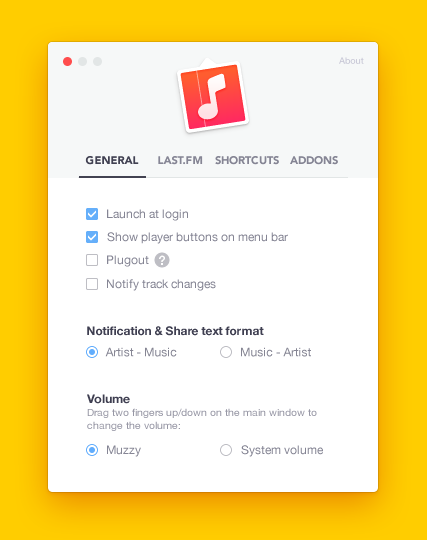 About
GENERAL LAST.FM SHORTCUTS ADDONS
Launch at login
Show player buttons on menu bar
Plugout ?
Notify track changes
Notification & Share text format
Artist - Music Music - Artist
Volume
Drag two fingers up/down on the main window to
change the volume:
Muzzy System volume